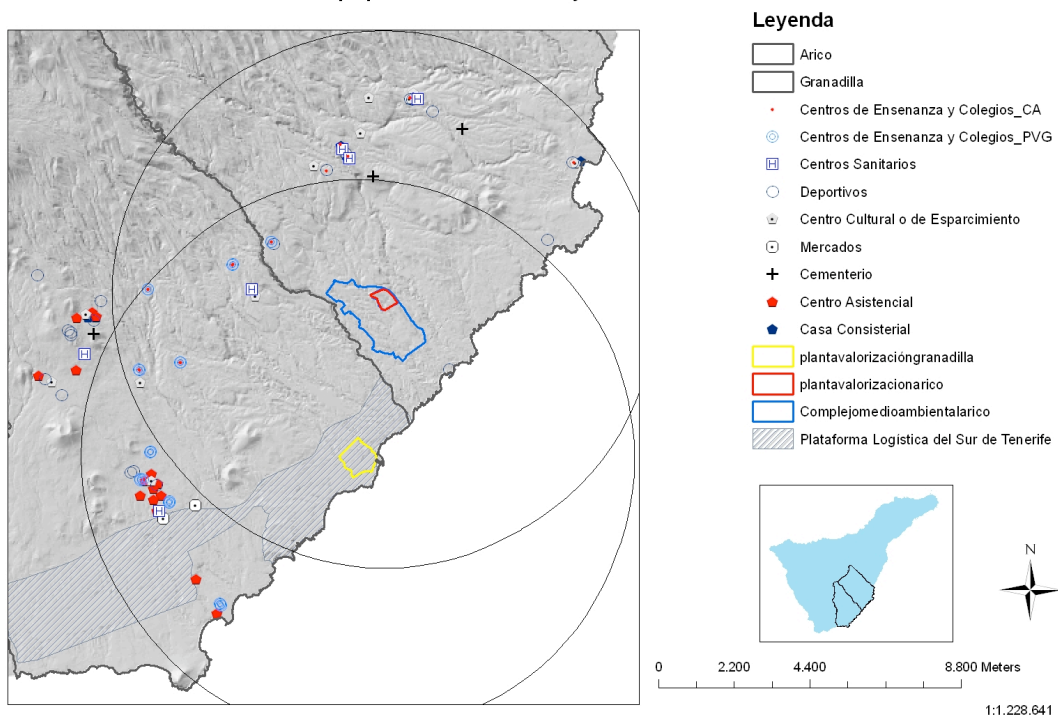 Leyenda
Arico
Granadilla
Centros de Ensenanza y Colegios_CA
Centros de Ensenanza y Colegios_PVG
H Centros Sanitarios
Deportivos
Centro Cultural o de Esparcimiento
Mercados
Cementerio
Centro Asistencial
Casa Consisterial
plantavalorizacióngranadilla
plantavalorizacionarico
Complejomedioambientalarico
Plataforma Logística del Sur de Tenerife
N
0 2.200 4.400 8.800 Meters
1:1.228.641